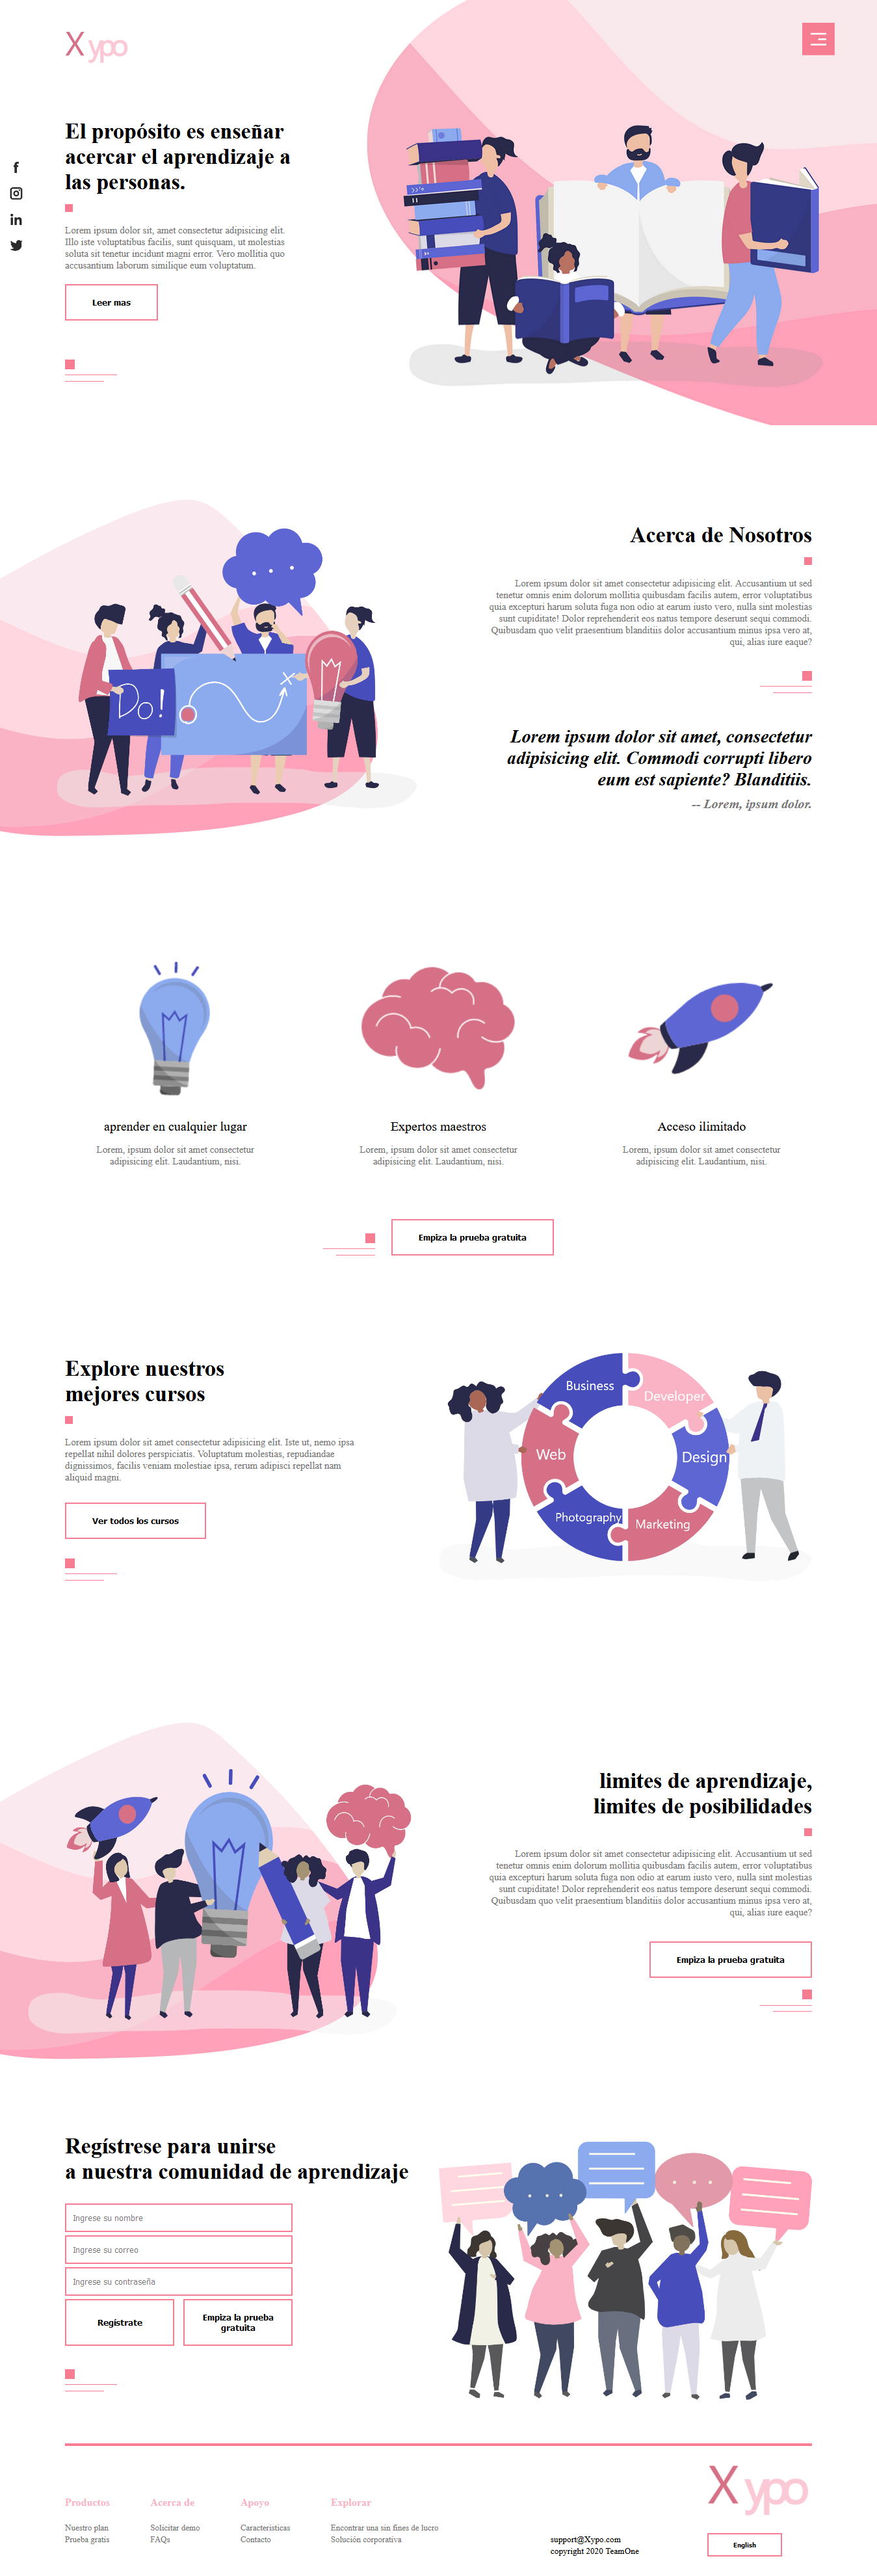 X ypo
El propósito es enseñar
acercar el aprendizaje a
las personas.
Lorem ipsum dolor sit, amet consectetur adipisicing elit.
Illo iste voluptatibus facilis, sunt quisquam, ut molestias
soluta sit tenetur incidunt magni error. Vero mollitia quo
accusantium laborum similique eum voluptatum.
Leer mas
Do!
Acerca de Nosotros
Lorem ipsum dolor sit amet consectetur adipisicing elit. Accusantium ut sed
tenetur omnis enim dolorum mollitia quibusdam facilis autem, error voluptatibus
quia excepturi harum soluta fuga non odio at earum iusto vero, nulla sint molestias
sunt cupiditate! Dolor reprehenderit eos natus tempore deserunt sequi commodi.
Quibusdam quo velit praesentium blanditiis dolor accusantium minus ipsa vero at,
qui, alias iure eaque?
Lorem ipsum dolor sit amet, consectetur
adipisicing elit. Commodi corrupti libero
eum est sapiente? Blanditiis.
-- Lorem, ipsum dolor.
aprender en cualquier lugar
Lorem, ipsum dolor sit amet consectetur
adipisicing elit. Laudantium, nisi.
Expertos maestros
Lorem, ipsum dolor sit amet consectetur
adipisicing elit. Laudantium, nisi.
Acceso ilimitado
Lorem, ipsum dolor sit amet consectetur
adipisicing elit. Laudantium, nisi.
Empiza la prueba gratuita
Explore nuestros
mejores cursos
Lorem ipsum dolor sit amet consectetur adipisicing elit. Iste ut, nemo ipsa
repellat nihil dolores perspiciatis. Voluptatum molestias, repudiandae
dignissimos, facilis veniam molestiae ipsa, rerum adipisci repellat nam
aliquid magni.
Ver todos los cursos
Business
Developer
Web
Design
Photography
Marketing
limites de aprendizaje,
limites de posibilidades
Lorem ipsum dolor sit amet consectetur adipisicing elit. Accusantium ut sed
tenetur omnis enim dolorum mollitia quibusdam facilis autem, error voluptatibus
quia excepturi harum soluta fuga non odio at earum iusto vero, nulla sint molestias
sunt cupiditate! Dolor reprehenderit eos natus tempore deserunt sequi commodi.
Quibusdam quo velit praesentium blanditiis dolor accusantium minus ipsa vero at,
qui, alias iure eaque?
Empiza la prueba gratuita
Regístrese para unirse
a nuestra comunidad de aprendizaje
Ingrese su nombre
Ingrese su correo
Ingrese su contraseña
Regístrate
Empiza la prueba
gratuita
Productos
Nuestro plan
Prueba gratis
Acerca de
Solicitar demo
FAQs
Apoyo
Caracteristicas
Contacto
Explorar
Encontrar una sin fines de lucro
Solución corporativa
support@Xypo.com
copyright 2020 TeamOne
X ypo
English